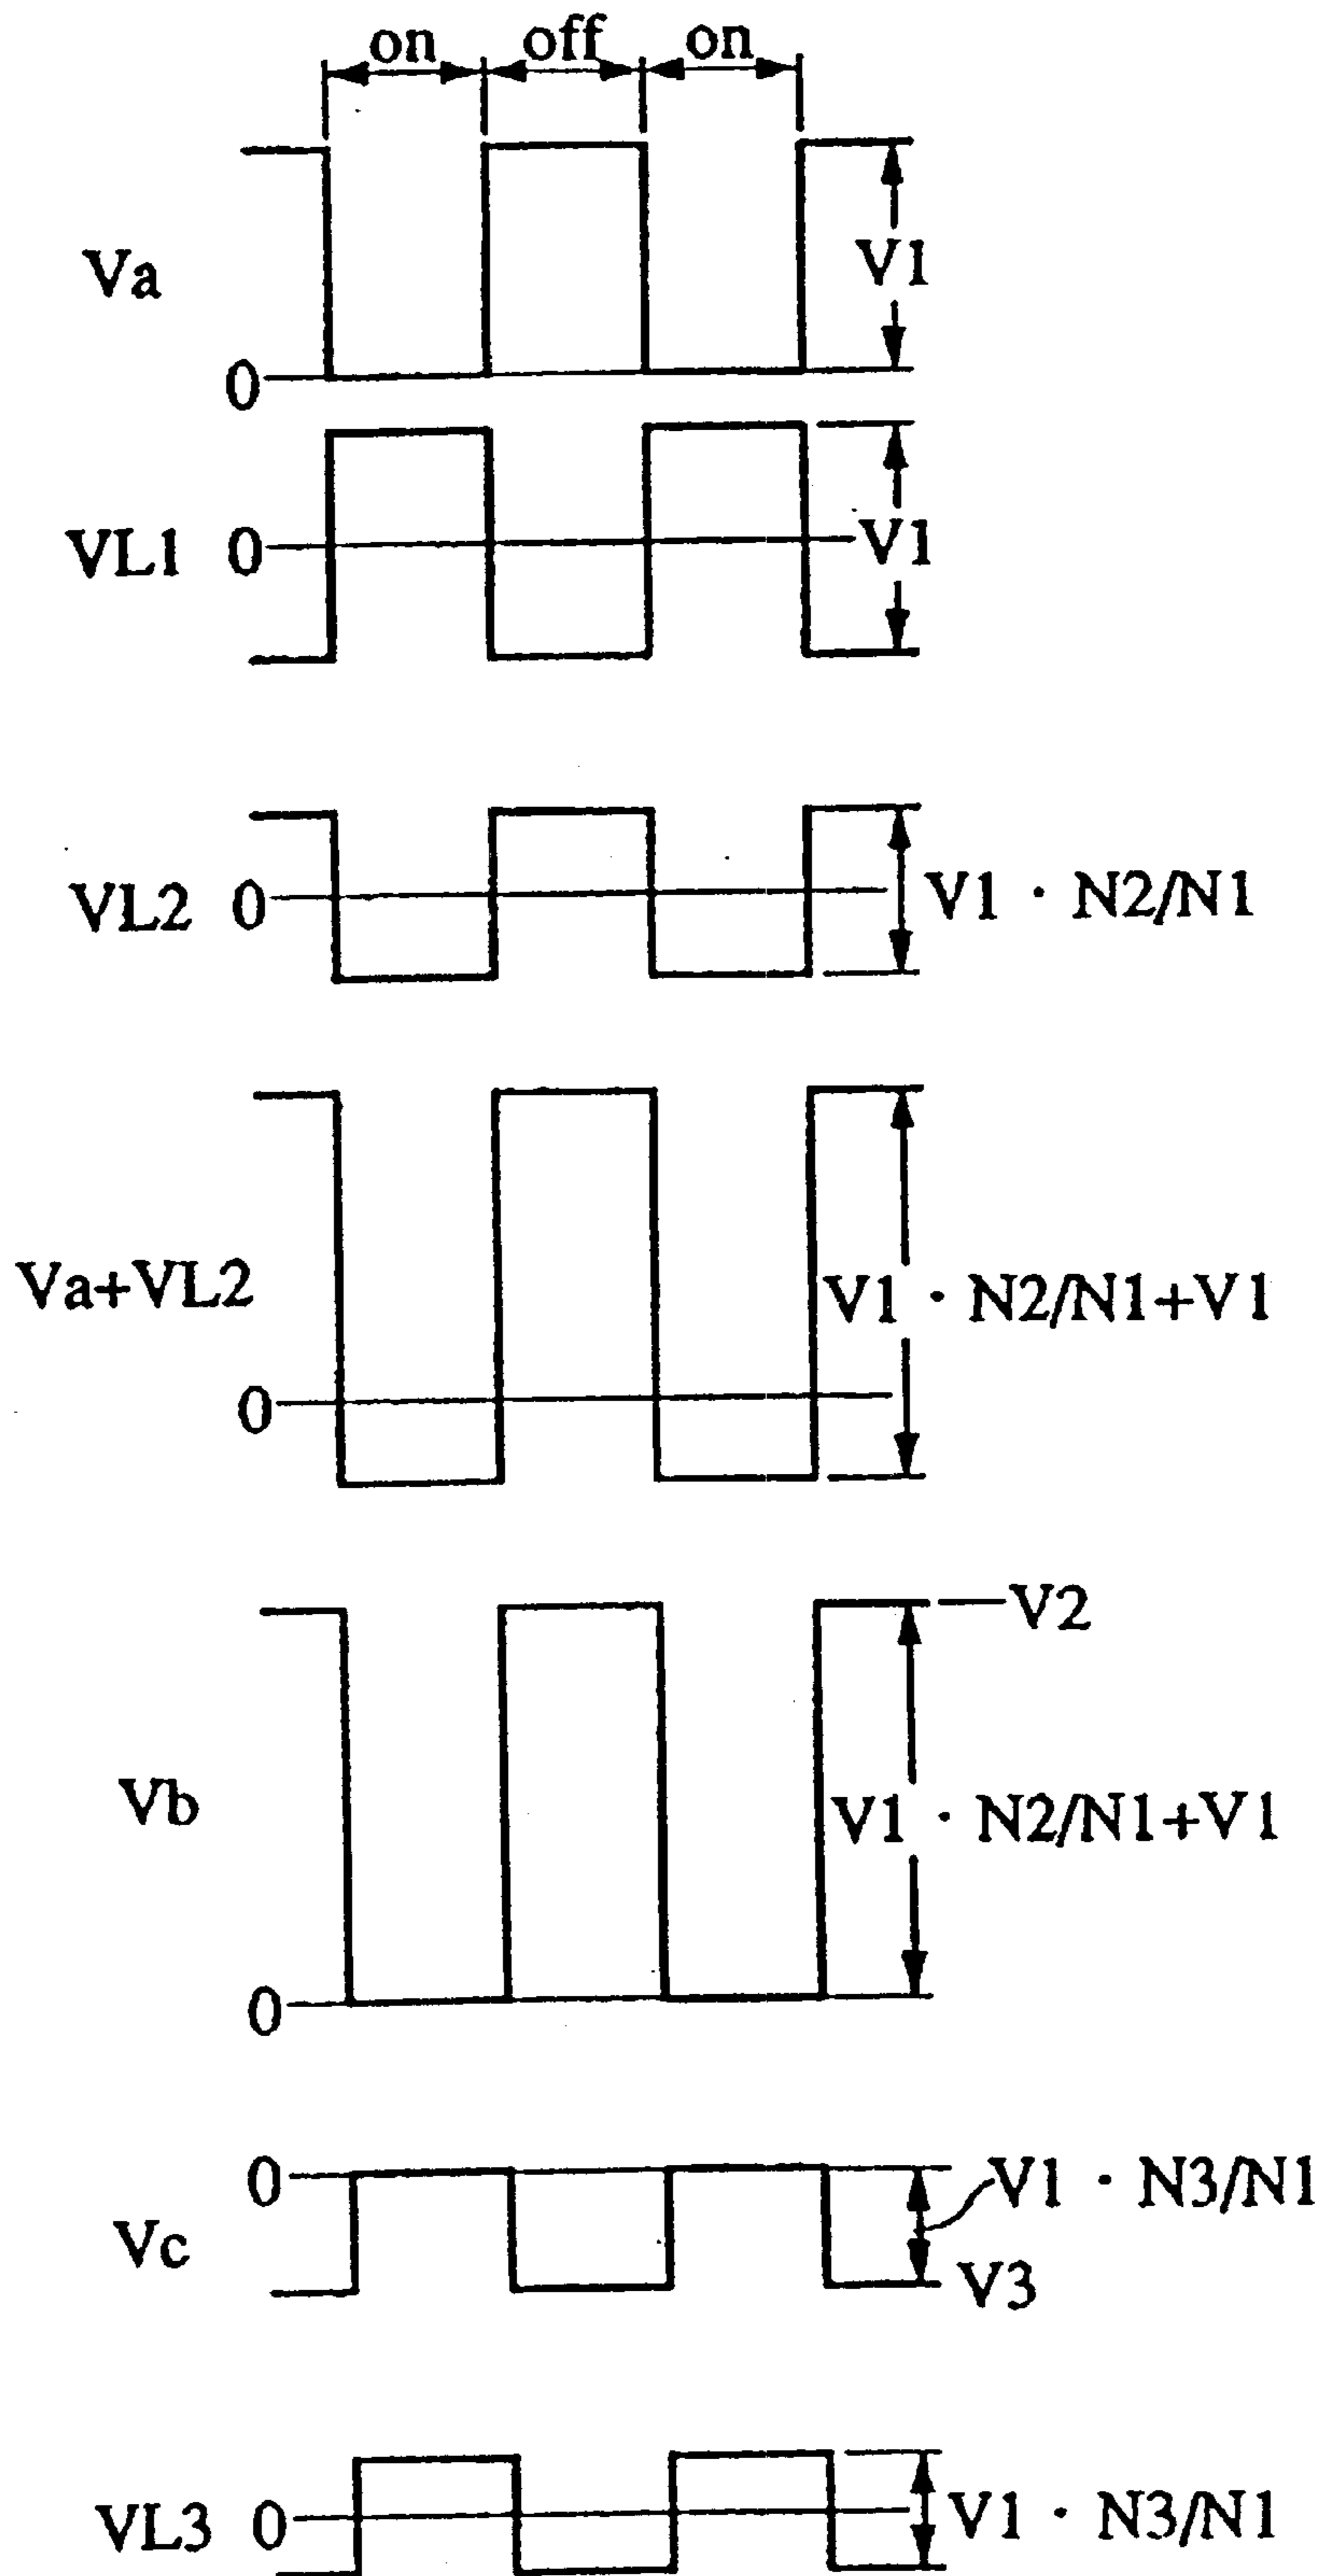 on off on
Va
V1
0
VL1 0
V1
VL2 0
V1 · N2/N1
Va+VL2
V1 · N2/N1+V1
0
V2
Vb
V1 · N2/N1+V1
0
0
V1 · N3/N1
Vc
V3
VL3 0
V1 · N3/N1